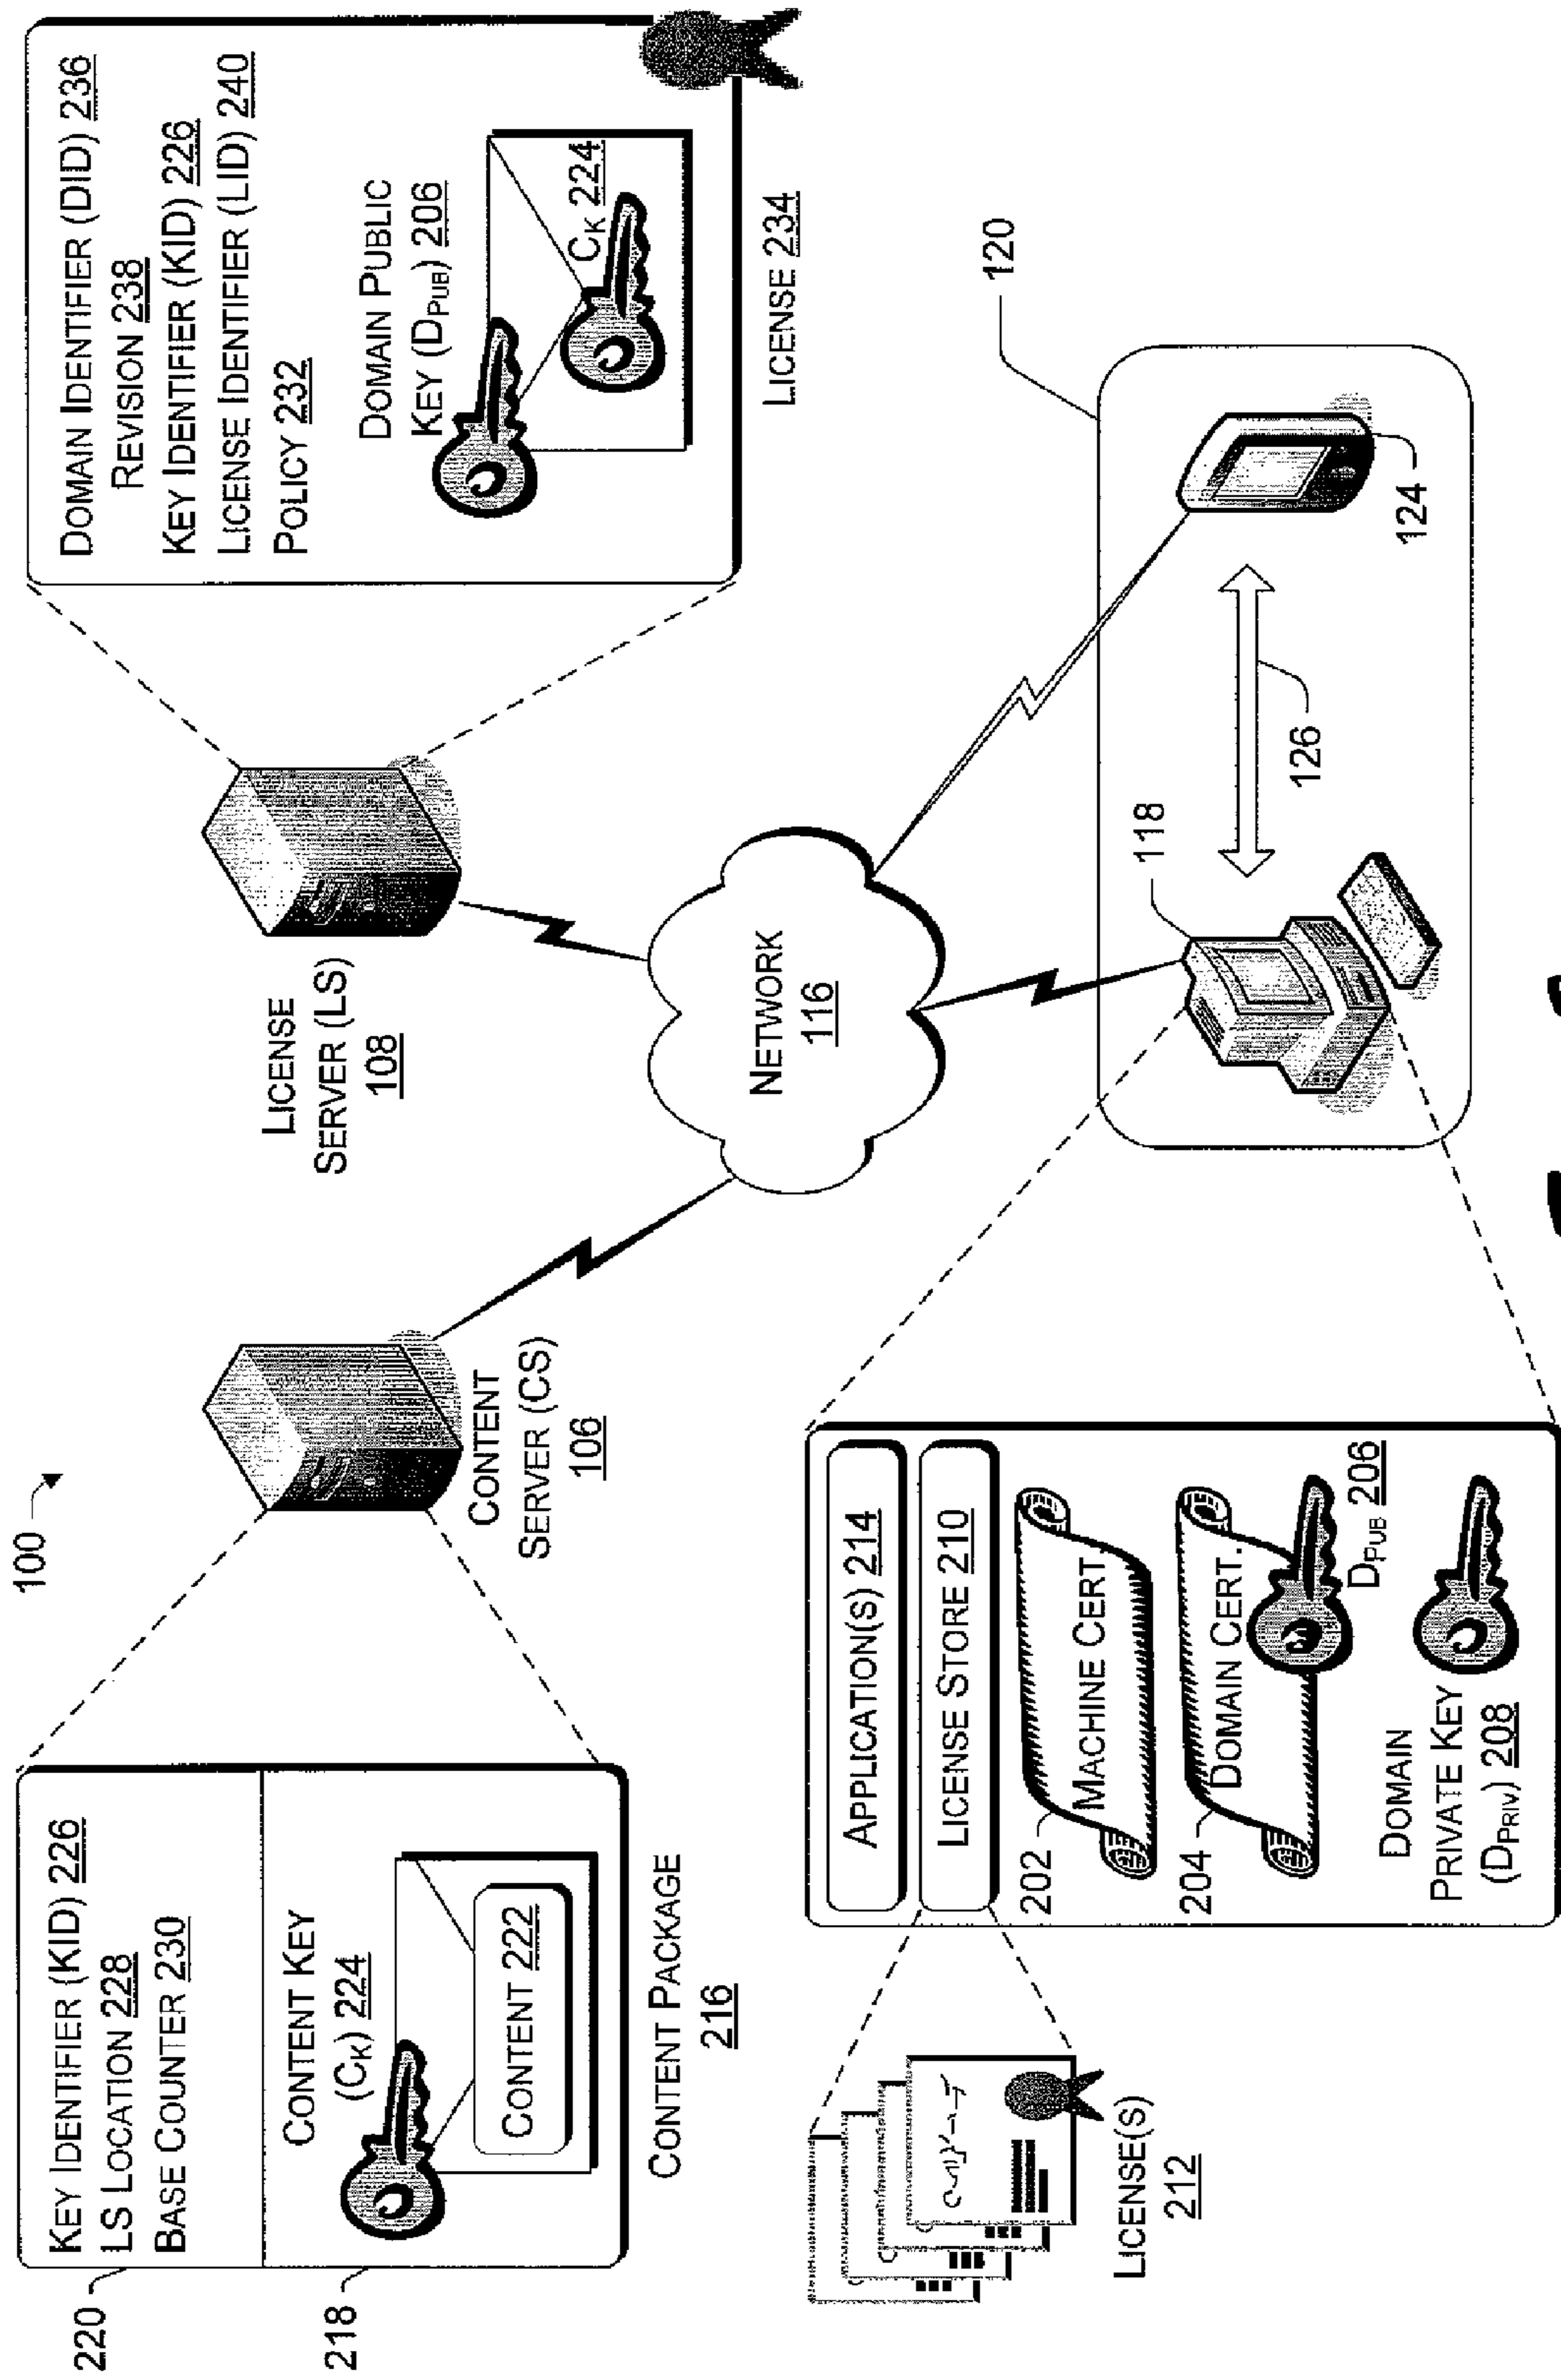 100
220
KEY IDENTIFIER (KID) 226
LS LOCATION 228
BASE COUNTER 230
218
CONTENT KEY
(CK) 224
CONTENT 222
CONTENT PACKAGE
216
CONTENT
SERVER (CS)
106
LICENSE
SERVER (LS)
108
DOMAIN IDENTIFIER (DID) 236
REVISION 238
KEY IDENTIFIER (KID) 226
LICENSE IDENTIFIER (LID) 240
POLICY 232
DOMAIN PUBLIC
KEY (DPUB) 206
CK 224
LICENSE 234
NETWORK
116
LICENSE(S)
212
APPLICATION(S) 214
LICENSE STORE 210
202
MACHINE CERT.
204
DOMAIN CERT.
DPUB 206
DOMAIN
PRIVATE KEY
(DPRIV) 208
118
120
126
124